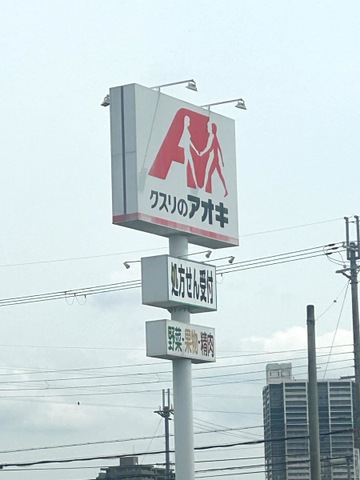 クスリのアオキ
処方せん受付
野菜・果物・精肉